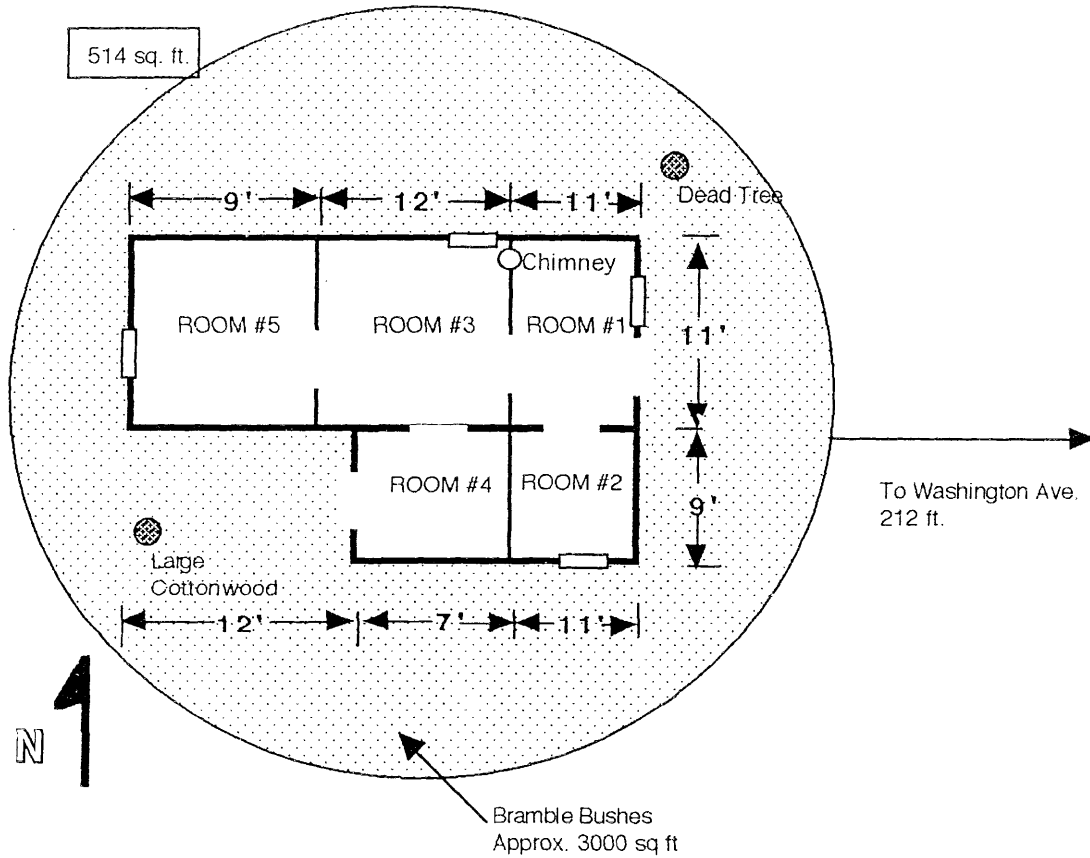 514 sq. ft.
Dead Tree
9' 12' 11'
Chimney
ROOM #5 ROOM #3 ROOM #1
11'
ROOM #4 ROOM #2
9'
To Washington Ave.
212 ft.
Large
Cottonwood
12' 7' 11'
N
Bramble Bushes
Approx. 3000 sq ft